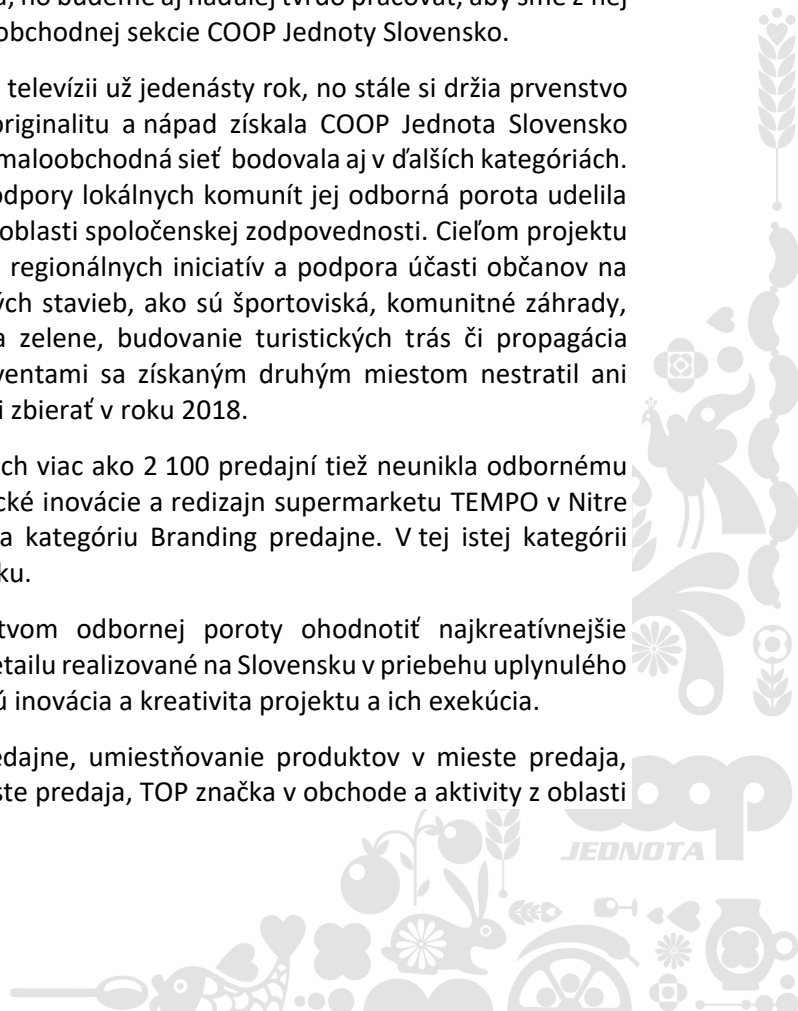 , no budeme aj naďalej tvrdo pracovať, aby sme z nej
obchodnej sekcie COOP Jednoty Slovensko.
televízii už jedenásty rok, no stále si držia prvenstvo
originalitu a nápad získala COOP Jednota Slovensko
maloobchodná sieť bodovala aj v ďalších kategóriách.
odpory lokálnych komunít jej odborná porota udelila
oblasti spoločenskej zodpovednosti. Cieľom projektu
regionálnych iniciatív a podpora účasti občanov na
ých stavieb, ako sú športoviská, komunitné záhrady,
a zelene, budovanie turistických trás či propagácia
ventami sa získaným druhým miestom nestratil ani
i zbierať v roku 2018.
ch viac ako 2 100 predajní tiež neunikla odbornému
cké inovácie a redizajn supermarketu TEMPO v Nitre
a kategóriu Branding predajne. V tej istej kategórii
ku.
tvom odbornej poroty ohodnotiť najkreatívnejšie
etailu realizované na Slovensku v priebehu uplynulého
ú inovácia a kreativita projektu a ich exekúcia.
edajne, umiestňovanie produktov v mieste predaja,
ste predaja, TOP značka v obchode a aktivity z oblasti
coop
JEDNOTA